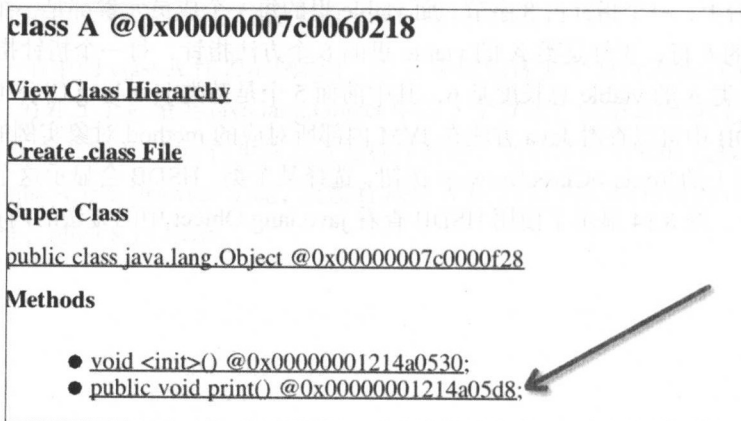 class A @0x00000007c0060218
View Class Hierarchy
Create .class File
Super Class
public class java.lang.Object @0x00000007c0000f28
Methods
● void <init>() @0x00000001214a0530;
● public void print() @0x00000001214a05d8;